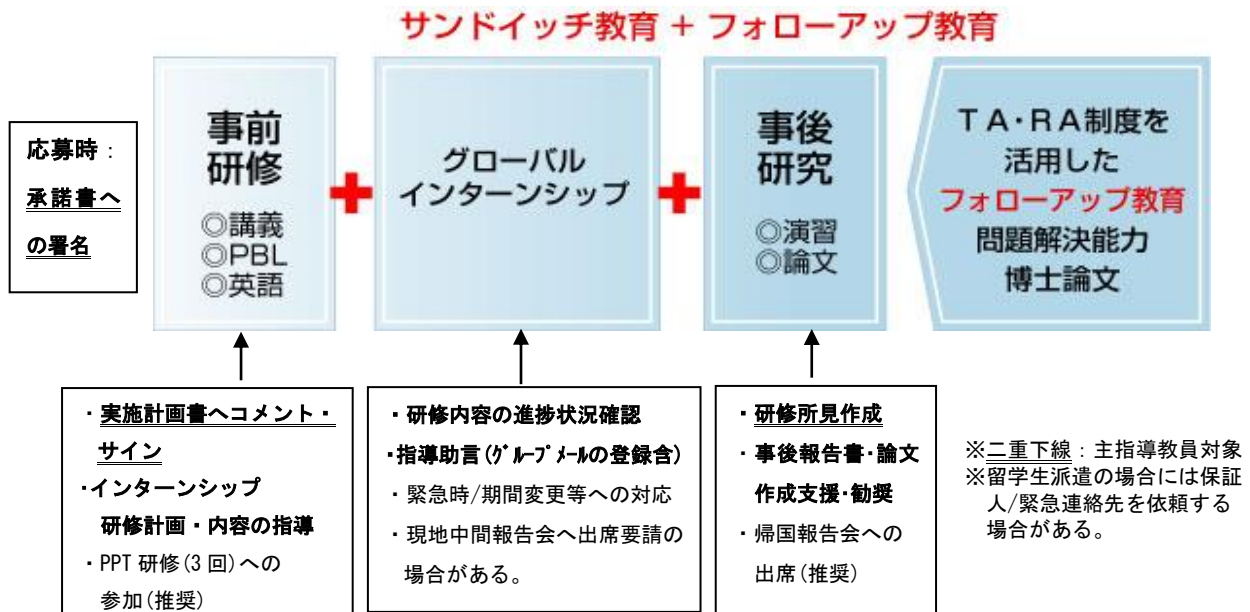 サンドイッチ教育 + フォローアップ教育
応募時：
承諾書へ
の署名
事前
研修
◎講義
◎PBL
◎英語
+
グローバル
インターンシップ
+
事後
研究
◎演習
◎論文
TA・RA制度を
活用した
フォローアップ教育
問題解決能力
博士論文
・実施計画書へコメント・
サイン
・インターンシップ
研修計画・内容の指導
・PPT 研修(3 回)への
参加(推奨)
・研修内容の進捗状況確認
・指導助言(ｸﾞﾙｰﾌﾟﾒｰﾙの登録含)
・緊急時/期間変更等への対応
・現地中間報告会へ出席要請の
場合がある。
・研修所見作成
・事後報告書・論文
作成支援・勧奨
・帰国報告会への
出席(推奨)
※二重下線：主指導教員対象
※留学生派遣の場合には保証
人/緊急連絡先を依頼する
場合がある。